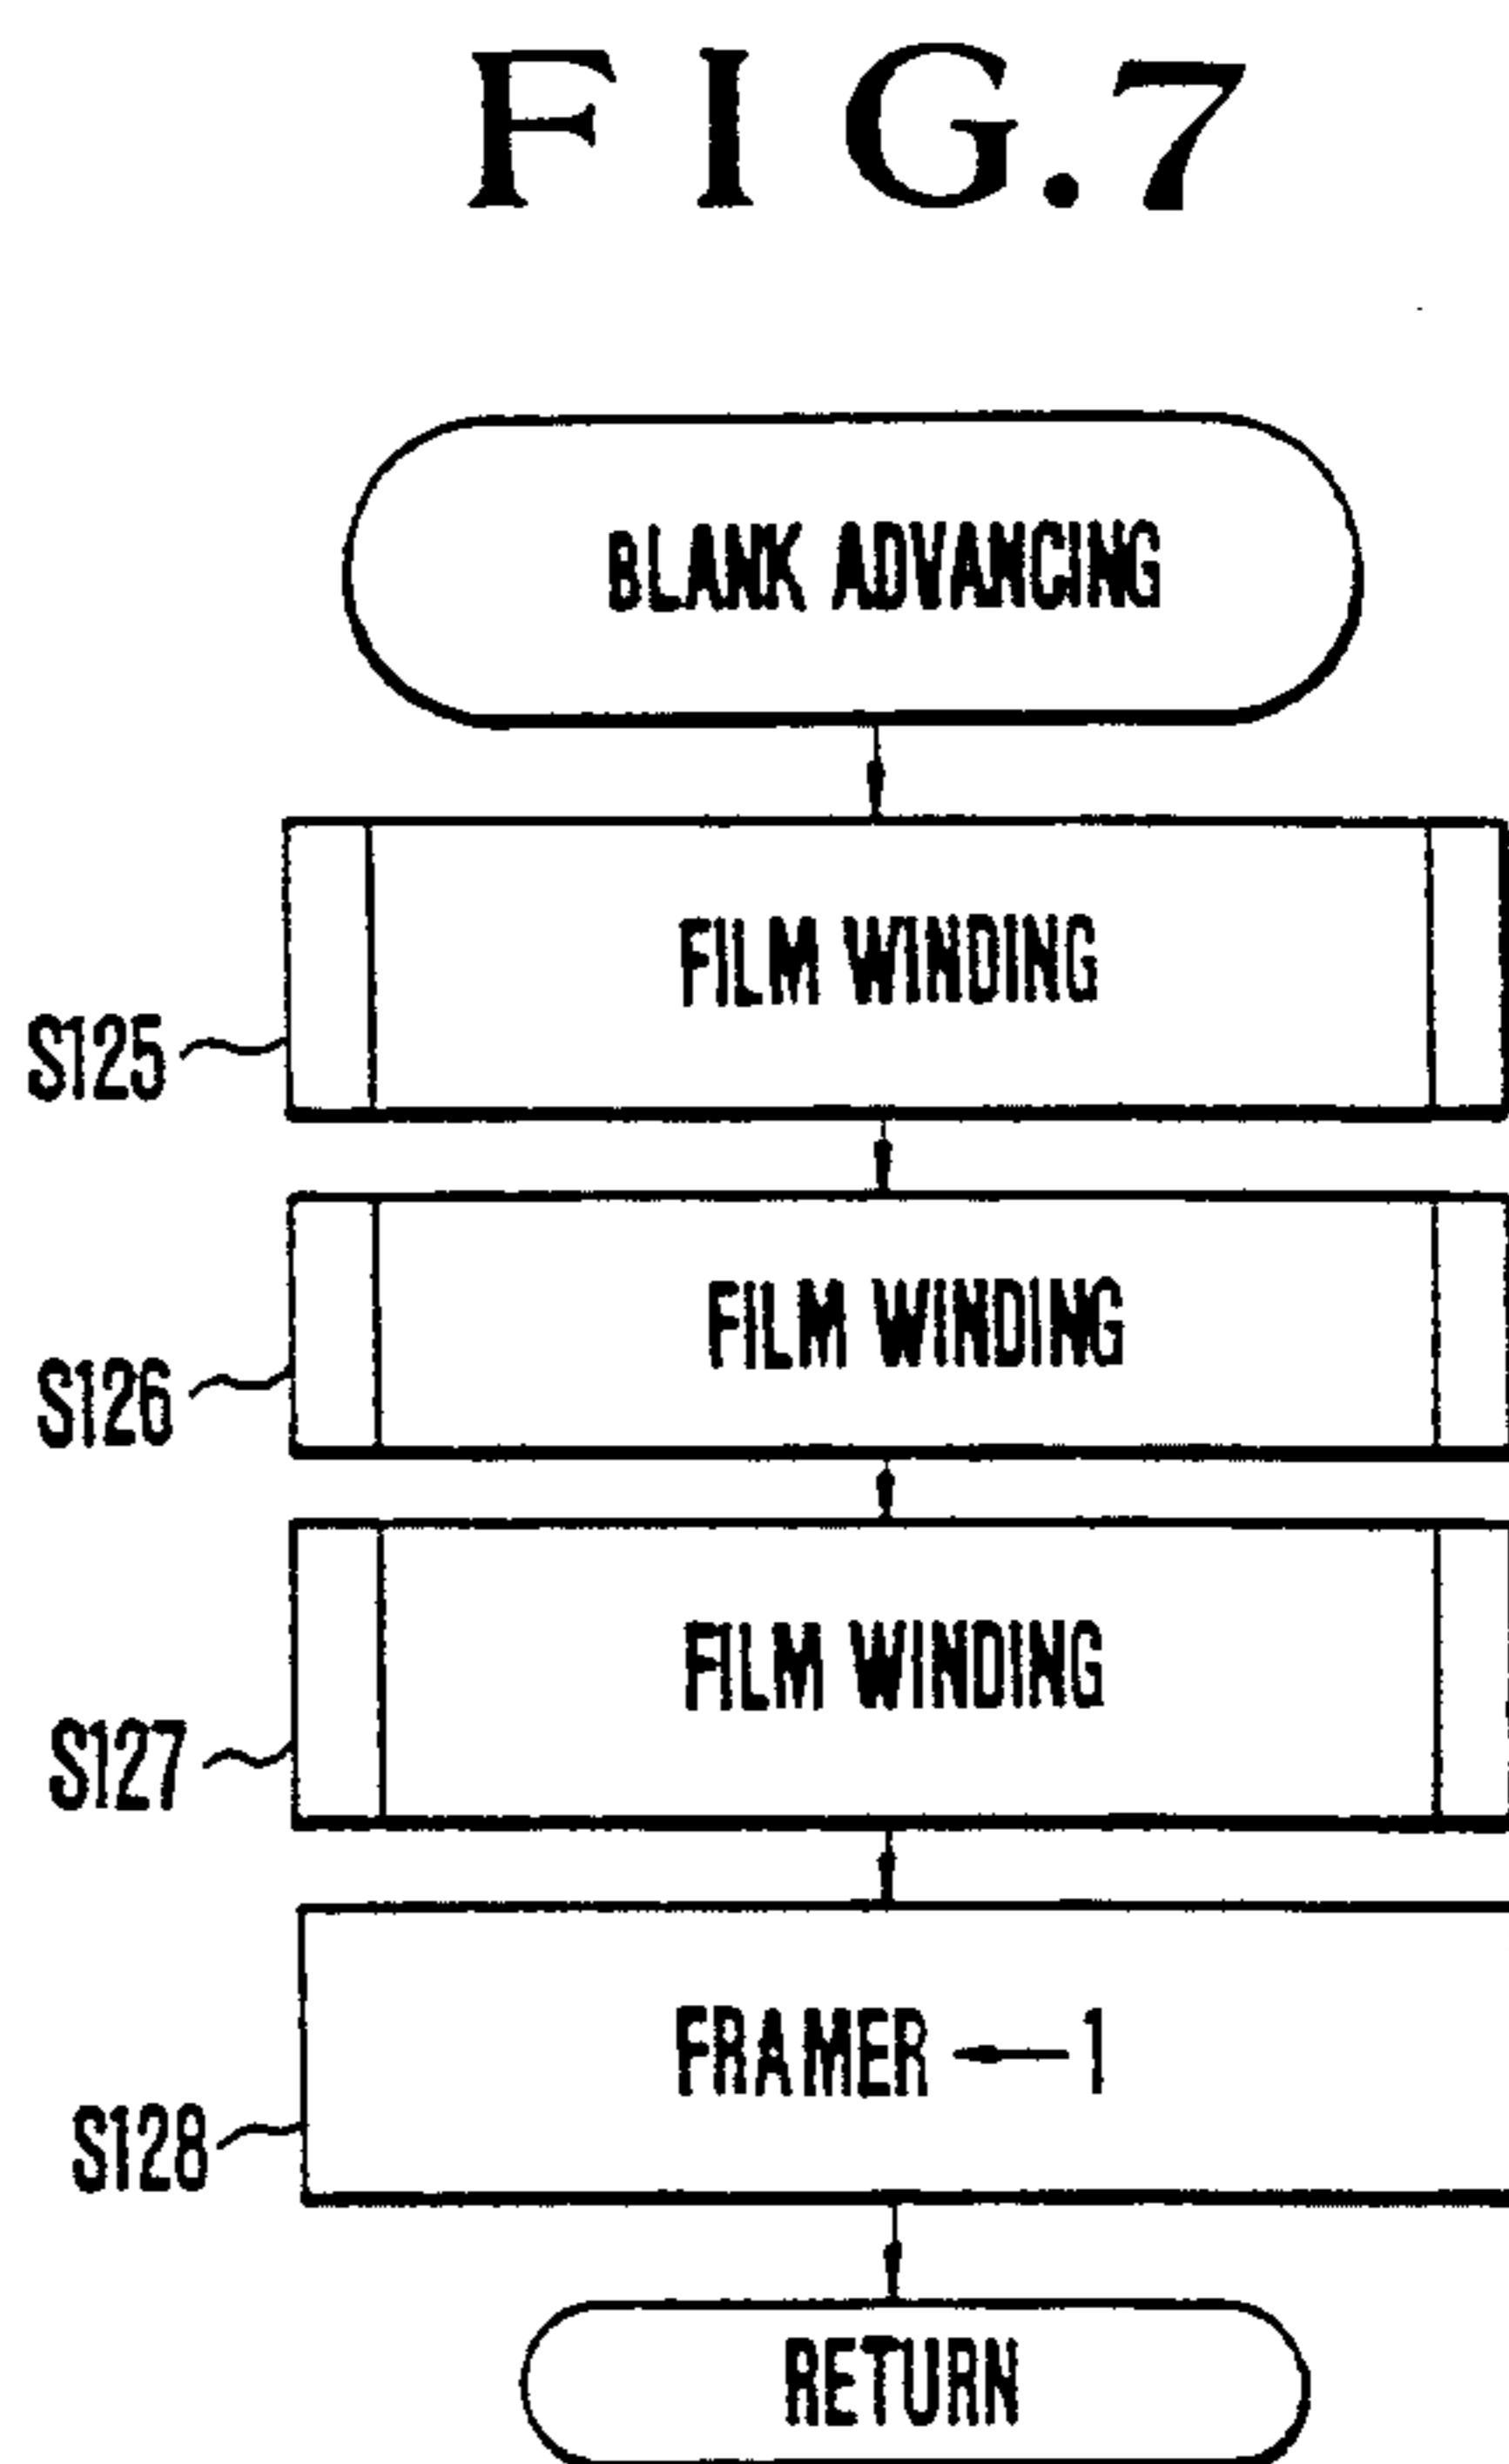 FIG.7
BLANK ADVANCING
FILM WINDING
S125
FILM WINDING
S126
FILM WINDING
S127
FRAMER ← 1
S128
RETURN